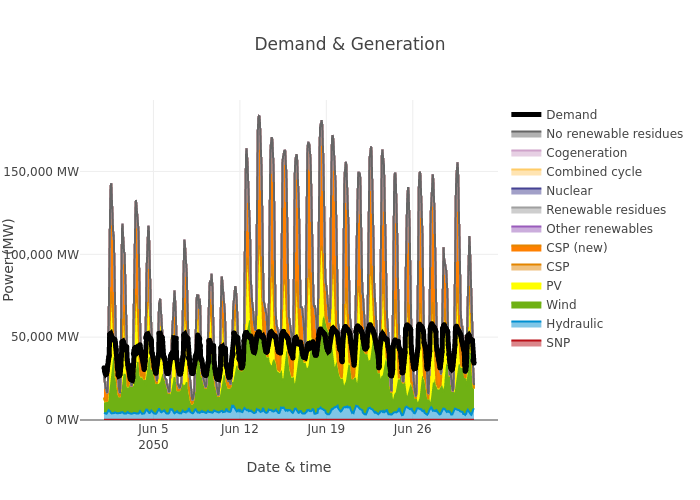 Demand & Generation
Demand
No renewable residues
Cogeneration
Combined cycle
Nuclear
Renewable residues
Other renewables
CSP (new)
CSP
PV
Wind
Hydraulic
SNP
Power (MW)
150,000 MW
100,000 MW
50,000 MW
0 MW
Jun 5
2050
Jun 12
Jun 19
Jun 26
Date & time